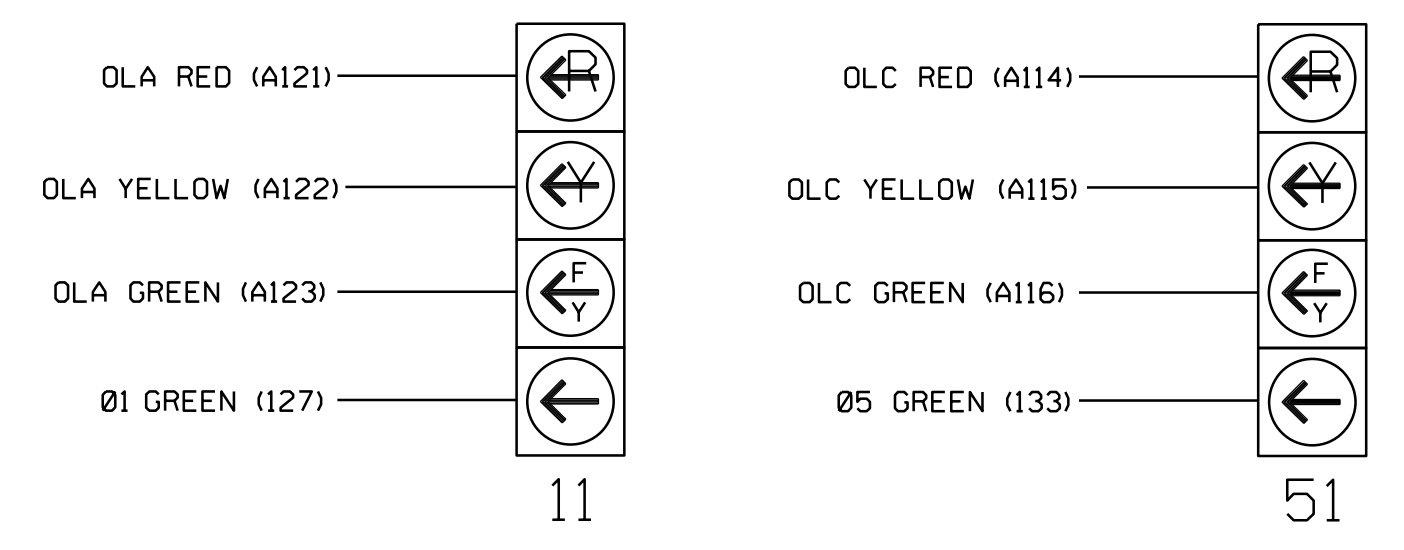 OLA RED (A121)
R
OLA YELLOW (A122)
Y
OLA GREEN (A123)
F
Y
Ø1 GREEN (127)
11
OLC RED (A114)
R
OLC YELLOW (A115)
Y
OLC GREEN (A116)
F
Y
Ø5 GREEN (133)
51